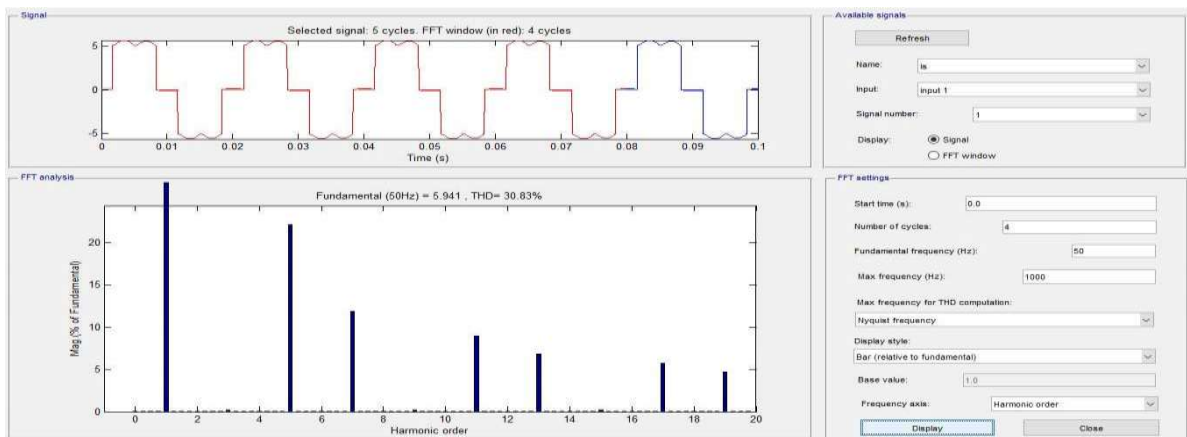 Signal
Selected signal: 5 cycles. FFT window (in red): 4 cycles
5
0
-5
0
0.01
0.02
0.03
0.04
0.05
0.06
0.07
0.08
0.09
0.1
Time (s)
FFT analysis
Fundamental (50Hz) = 5.941 , THD= 30.83%
Mag (% of Fundamental)
20
15
10
5
0
0
2
4
6
8
10
12
14
16
18
20
Harmonic order
Available signals
Refresh
Name:
is
Input:
input 1
Signal number:
1
Display:
Signal
FFT window
FFT settings
Start time (s):
0.0
Number of cycles:
4
Fundamental frequency (Hz):
50
Max frequency (Hz):
1000
Max frequency for THD computation:
Nyquist frequency
Display style:
Bar (relative to fundamental)
Base value:
1.0
Frequency axis:
Harmonic order
Display
Close